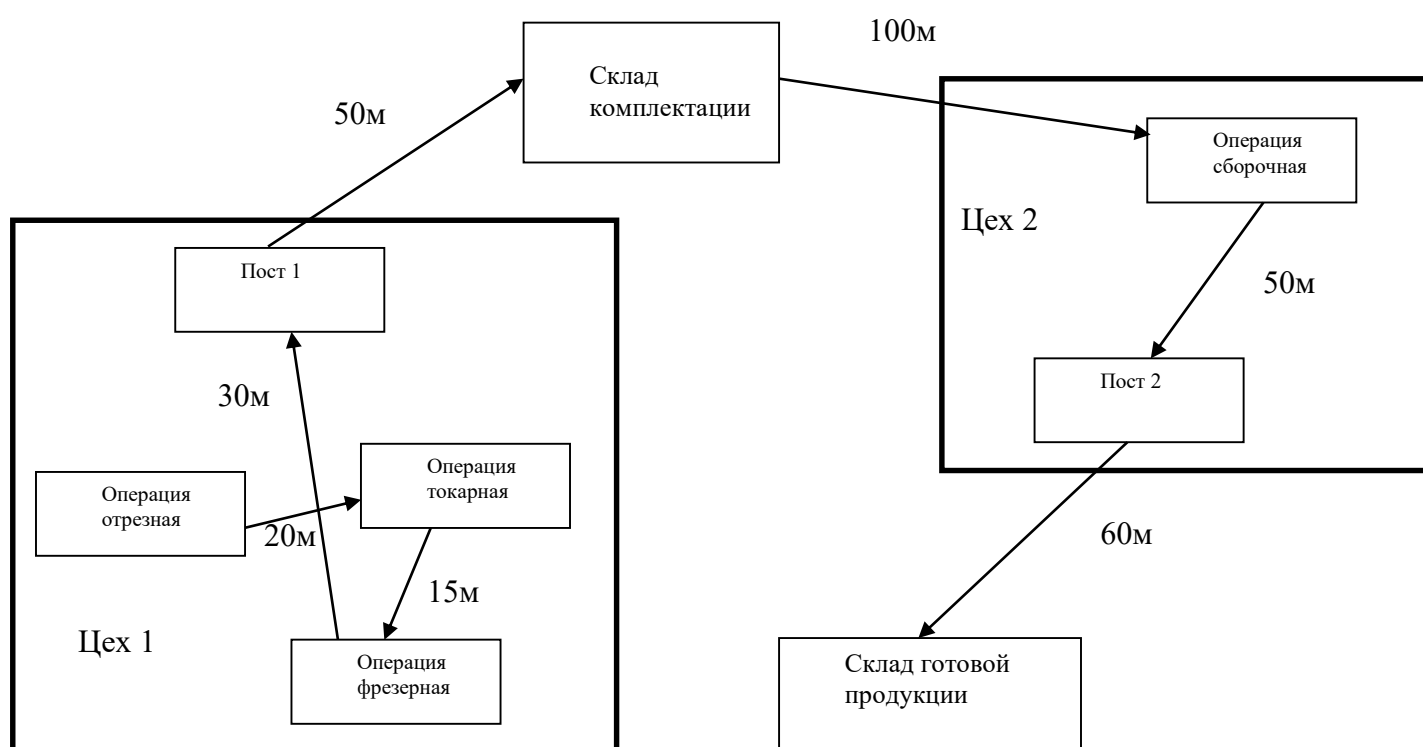 100м
Склад
комплектации
50м
Операция
сборочная
Цех 2
Пост 1
50м
Пост 2
30м
Операция
токарная
Операция
отрезная
20м
60м
15м
Цех 1
Операция
фрезерная
Склад готовой
продукции